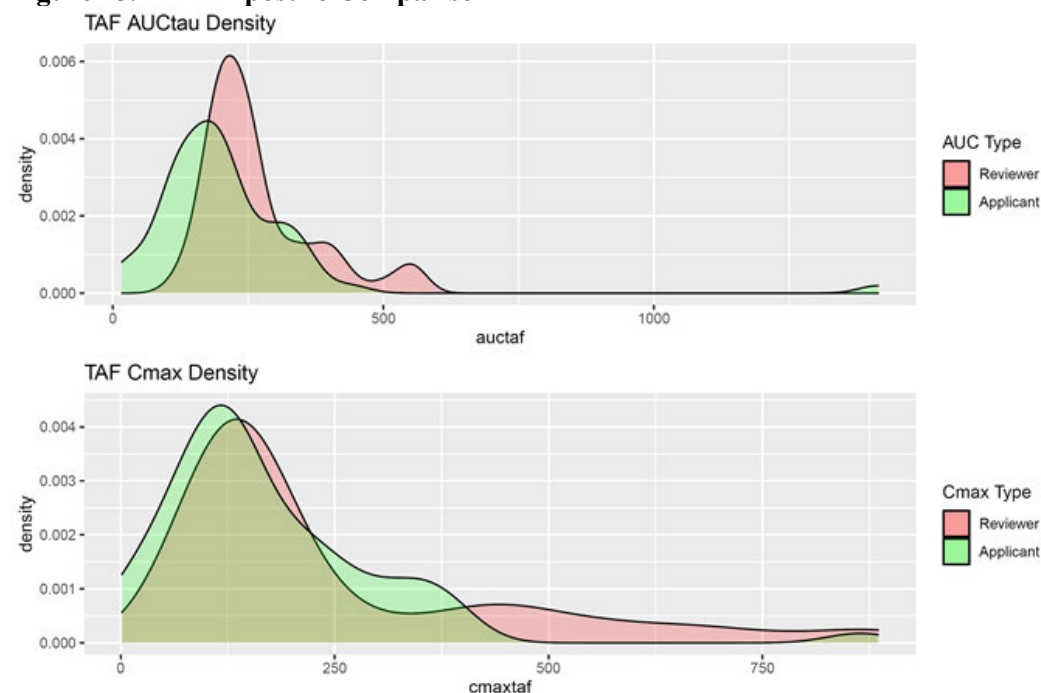 TAF AUCtau Density
0.006
0.004
0.002
0.000
density
0
500
1000
auctaf
AUC Type
Reviewer
Applicant
TAF Cmax Density
0.004
0.003
0.002
0.001
0.000
density
0
250
500
750
cmaxtaf
Cmax Type
Reviewer
Applicant